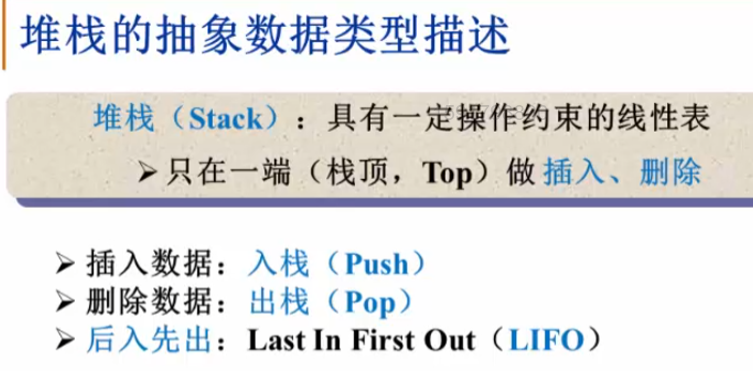 堆栈的抽象数据类型描述
堆栈（Stack）：具有一定操作约束的线性表
➢只在一端（栈顶，Top）做 插入、删除
➢ 插入数据：入栈（Push）
➢ 删除数据：出栈（Pop）
➢ 后入先出：Last In First Out（LIFO）